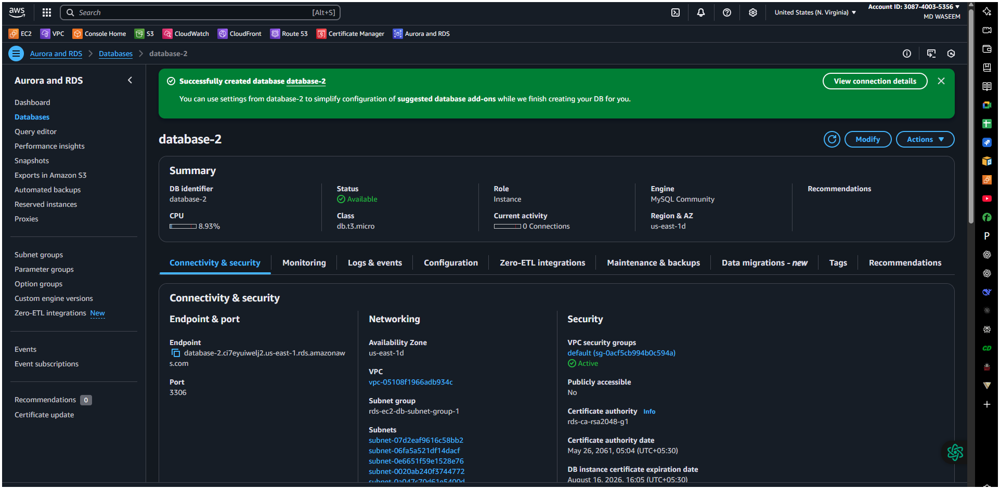 aws
Search
[Alt+S]
United States (N. Virginia)
Account ID: 3087-4003-5356
MD WASEEM
EC2
VPC
Console Home
S3
CloudWatch
CloudFront
Route 53
Certificate Manager
Aurora and RDS
Aurora and RDS
Databases
database-2
Aurora and RDS
Dashboard
Databases
Query editor
Performance insights
Snapshots
Exports in Amazon S3
Automated backups
Reserved instances
Proxies
Subnet groups
Parameter groups
Option groups
Custom engine versions
Zero-ETL integrations New
Events
Event subscriptions
Recommendations 0
Certificate update
Successfully created database database-2
View connection details
You can use settings from database-2 to simplify configuration of suggested database add-ons while we finish creating your DB for you.
database-2
Modify
Actions
Summary
DB identifier
database-2
CPU
8.93%
Status
Available
Class
db.t3.micro
Role
Instance
Current activity
0 Connections
Engine
MySQL Community
Region & AZ
us-east-1d
Recommendations
Connectivity & security
Monitoring
Logs & events
Configuration
Zero-ETL integrations
Maintenance & backups
Data migrations - new
Tags
Recommendations
Connectivity & security
Endpoint & port
Endpoint
database-2.ci7eyuiwelj2.us-east-1.rds.amazonaw
s.com
Port
3306
Networking
Availability Zone
us-east-1d
VPC
vpc-05108f1966adb934c
Subnet group
rds-ec2-db-subnet-group-1
Subnets
subnet-07d2eaf9616c58bb2
subnet-06fa5a521df14dacf
subnet-0e6651f59e1528e76
subnet-0020ab240f3744772
subnet-0a047c70d61e5400d
Security
VPC security groups
default (sg-0acf5cb994b0c594a)
Active
Publicly accessible
No
Certificate authority Info
rds-ca-rsa2048-g1
Certificate authority date
May 26, 2061, 05:04 (UTC+05:30)
DB instance certificate expiration date
August 16, 2026, 16:05 (UTC+05:30)
P
CD